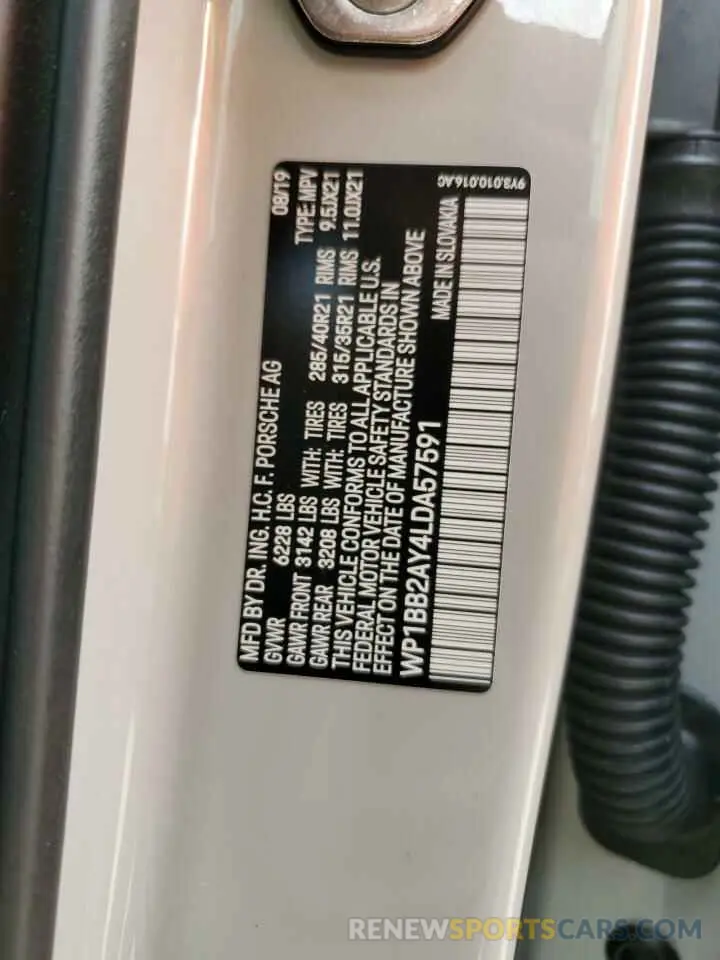 MFD BY DR. ING. H.C. F. PORSCHE AG 08/19
GVWR 6228 LBS TYPE: MPV
GAWR FRONT 3142 LBS WITH: TIRES 285/40R21 RIMS 9.5JX21
GAWR REAR 3208 LBS WITH: TIRES 315/35R21 RIMS 11.0JX21
THIS VEHICLE CONFORMS TO ALL APPLICABLE U.S.
FEDERAL MOTOR VEHICLE SAFETY STANDARDS IN
EFFECT ON THE DATE OF MANUFACTURE SHOWN ABOVE
WP1BB2AY4LDA57591 MADE IN SLOVAKIA
9Y3.010.016.AC
RENEWSPORTSCARS.COM